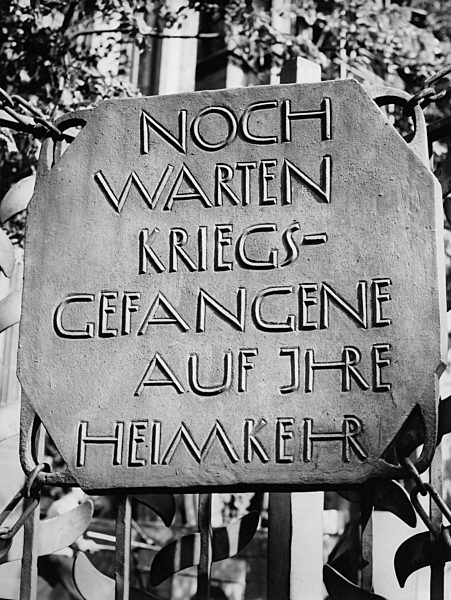 NOCH
WARTEN
KRIEGS-
GEFANGENE
AUF JHRE
HEIMKEHR